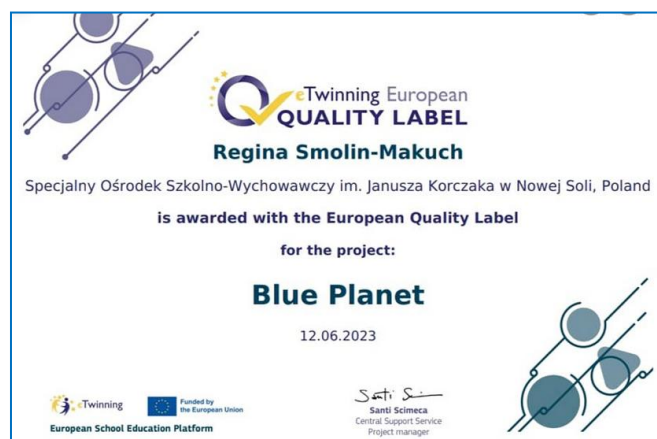 eTwinning European
QUALITY LABEL
Regina Smolin-Makuch
Specjalny Ośrodek Szkolno-Wychowawczy im. Janusza Korczaka w Nowej Soli, Poland
is awarded with the European Quality Label
for the project:
Blue Planet
12.06.2023
eTwinning
Funded by
the European Union
European School Education Platform
Santi Scimeca
Central Support Service
Project manager